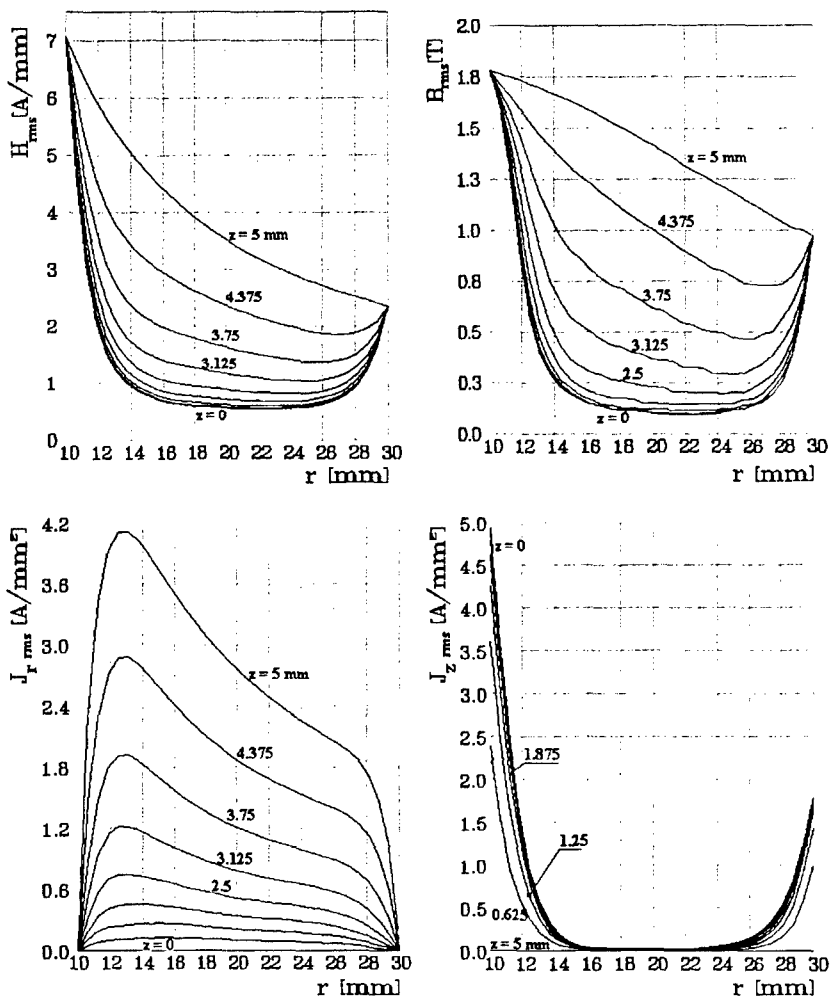 H rms [A/mm]
7
6
5
4
3
2
1
0
10 12 14 16 18 20 22 24 26 28 30
r [mm]
z = 5 mm
4.375
3.75
3.125
z = 0
B rms [T]
2.0
1.8
1.5
1.3
1.0
0.8
0.5
0.3
0.0
10 12 14 16 18 20 22 24 26 28 30
r [mm]
z = 5 mm
4.375
3.75
3.125
2.5
z = 0
J r rms [A/mm²]
4.2
3.6
3.0
2.4
1.8
1.2
0.6
0.0
10 12 14 16 18 20 22 24 26 28 30
r [mm]
z = 5 mm
4.375
3.75
3.125
2.5
z = 0
J z rms [A/mm²]
5.0
4.5
4.0
3.5
3.0
2.5
2.0
1.5
1.0
0.5
0.0
10 12 14 16 18 20 22 24 26 28 30
r [mm]
z = 0
1.875
1.25
0.625
z = 5 mm